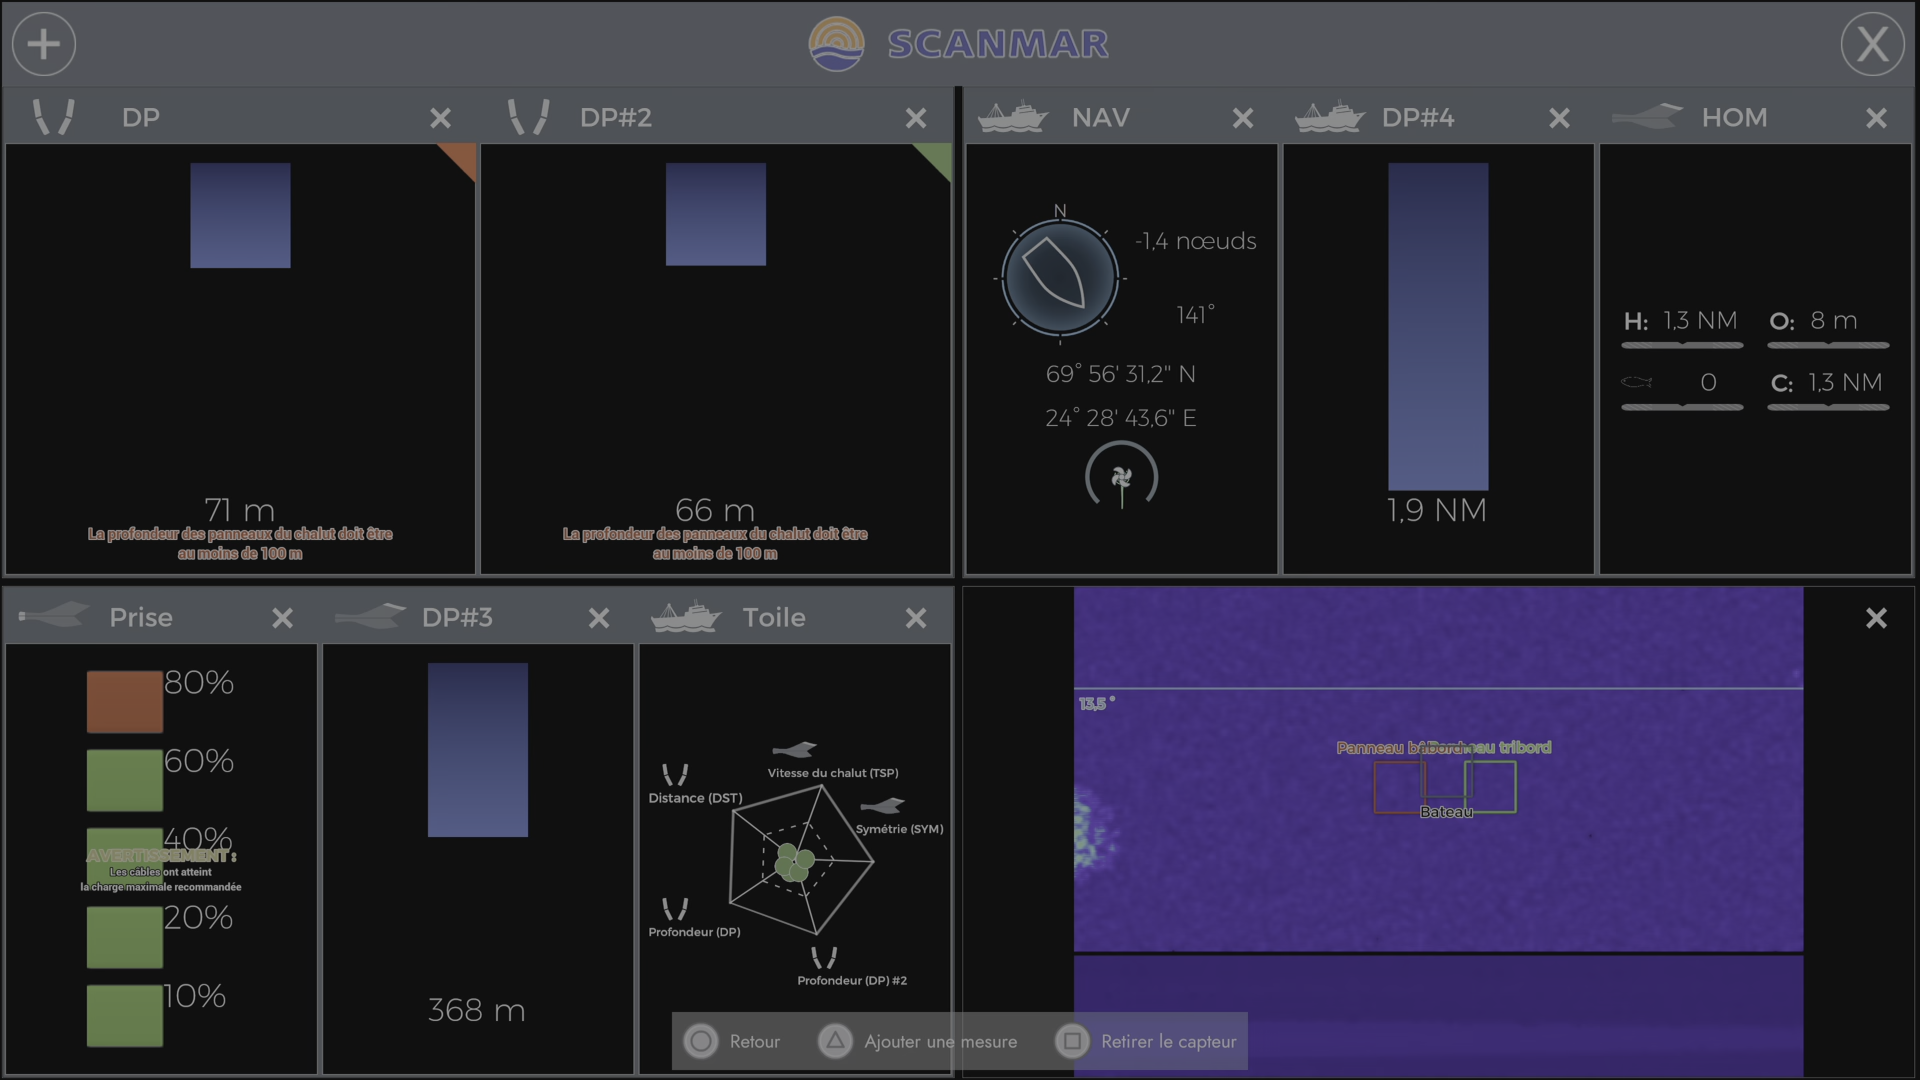 SCANMAR
X
DP
DP#2
NAV
DP#4
HOM
71 m
La profondeur des panneaux du chalut doit être
au moins de 100 m
66 m
La profondeur des panneaux du chalut doit être
au moins de 100 m
N
-1,4 nœuds
141°
69° 56' 31,2" N
24° 28' 43,6" E
1,9 NM
H: 1,3 NM
O: 8 m
0
C: 1,3 NM
Prise
DP#3
Toile
80%
60%
40%
AVERTISSEMENT :
Les câbles ont atteint
la charge maximale recommandée
20%
10%
368 m
Vitesse du chalut (TSP)
Distance (DST)
Symétrie (SYM)
Profondeur (DP)
Profondeur (DP) #2
13,5 °
Panneau bâbord
Panneau tribord
Bateau
Retour
Ajouter une mesure
Retirer le capteur